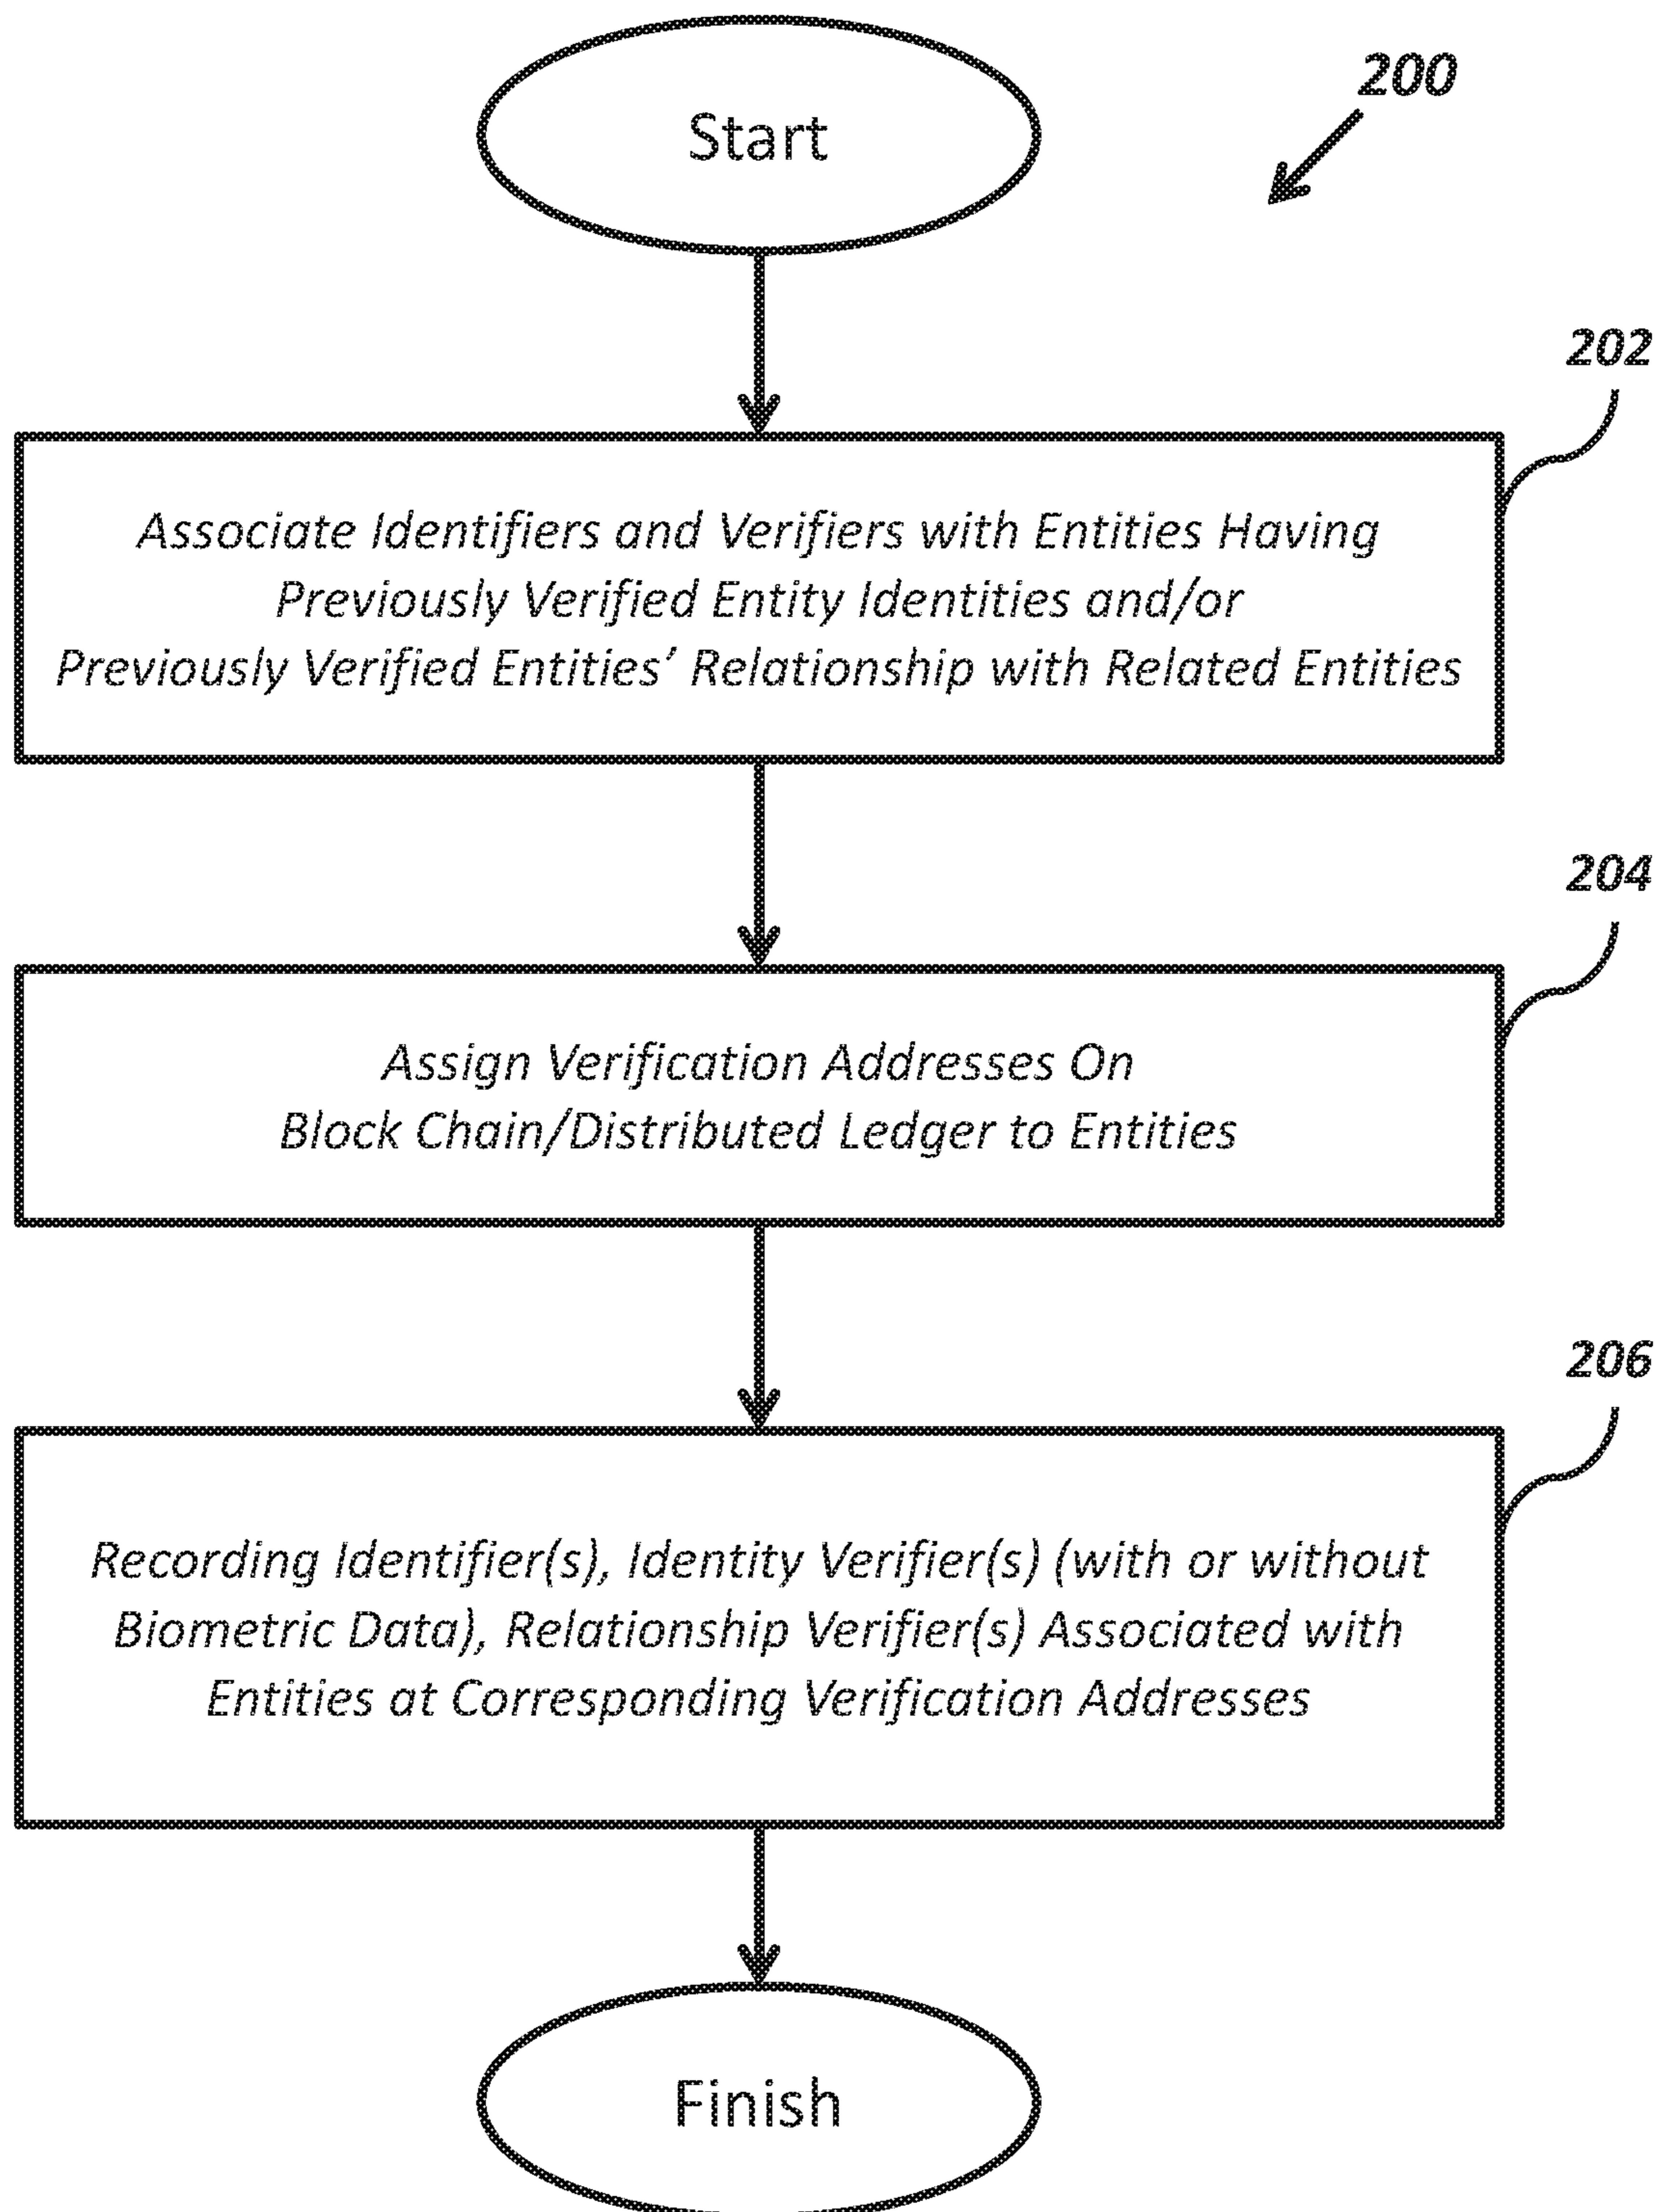 Start
200
202
Associate Identifiers and Verifiers with Entities Having
Previously Verified Entity Identities and/or
Previously Verified Entities’ Relationship with Related Entities
204
Assign Verification Addresses On
Block Chain/Distributed Ledger to Entities
206
Recording Identifier(s), Identity Verifier(s) (with or without
Biometric Data), Relationship Verifier(s) Associated with
Entities at Corresponding Verification Addresses
Finish